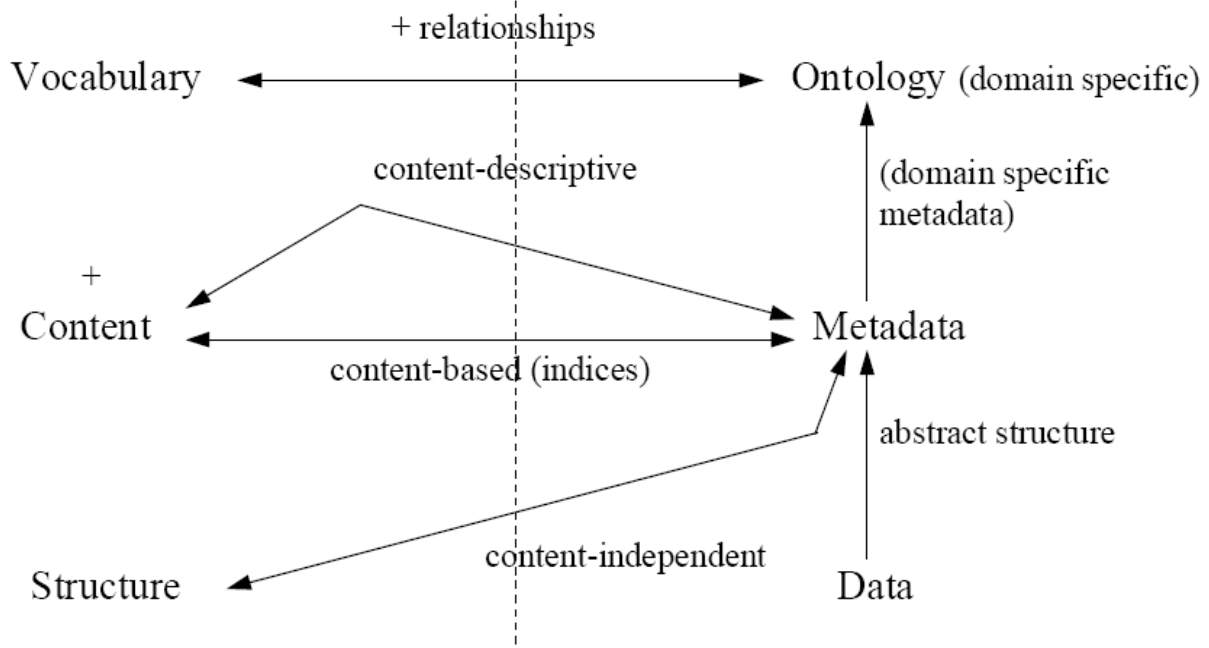 + relationships
Vocabulary
Ontology (domain specific)
content-descriptive
(domain specific
metadata)
+
Content
Metadata
content-based (indices)
abstract structure
content-independent
Structure
Data